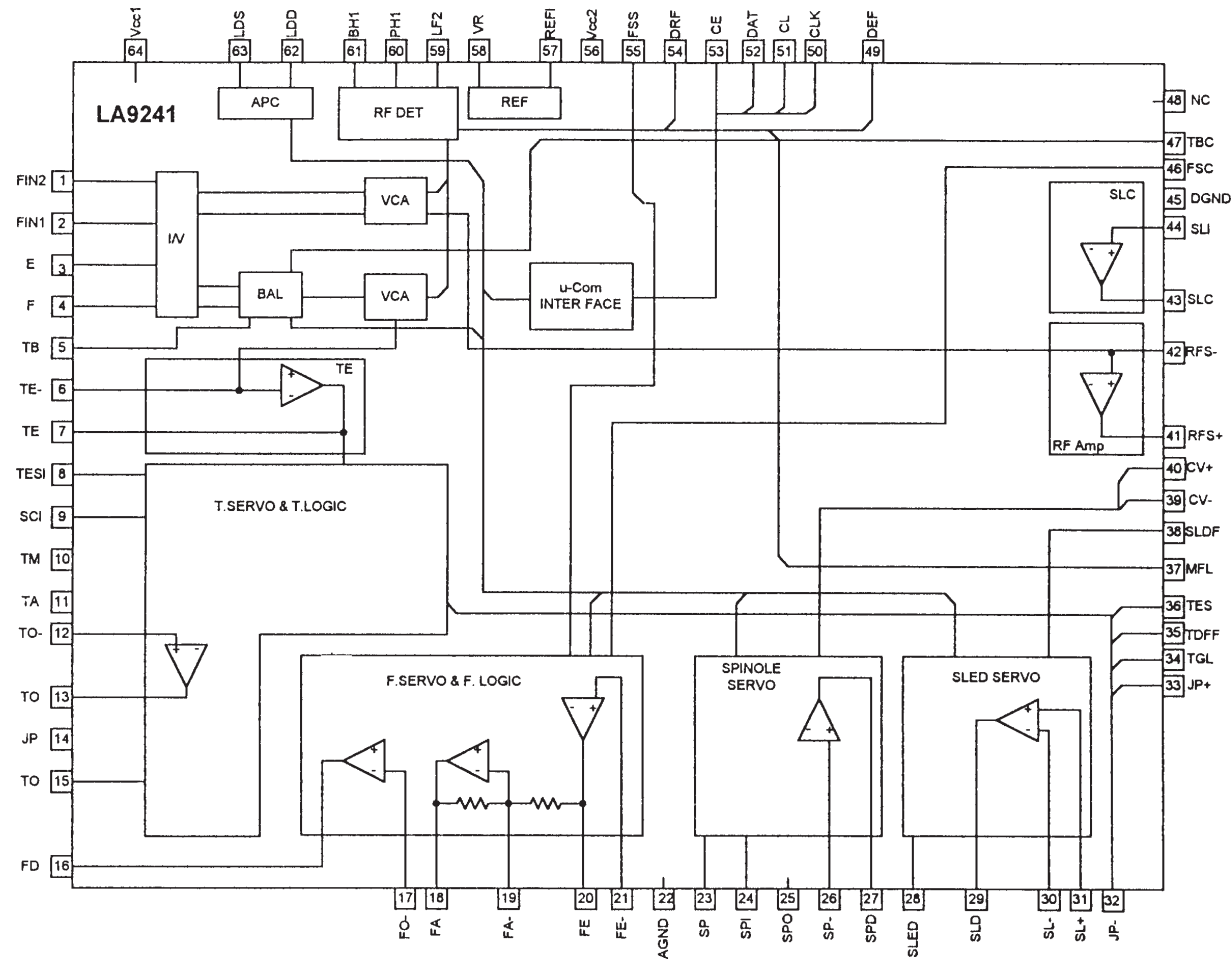 Vcc1
LDS
LDD
BH1
PH1
LF2
VR
REFI
Vcc2
FSS
DRF
CE
DAT
CL
CLK
DEF
64
63
62
61
60
59
58
57
56
55
54
53
52
51
50
49
LA9241
APC
RF DET
REF
48 NC
47 TBC
46 FSC
45 DGND
44 SLI
43 SLC
42 RFS-
41 RFS+
40 CV+
39 CV-
38 SLDF
37 MFL
36 TES
35 TDFF
34 TGL
33 JP+
FIN2 1
FIN1 2
E 3
F 4
TB 5
TE- 6
TE 7
TESI 8
SCI 9
TM 10
TA 11
TO- 12
TO 13
JP 14
TO 15
FD 16
I/V
VCA
BAL
VCA
u-Com
INTER FACE
SLC
- +
- +
RF Amp
TE
+
-
T.SERVO & T.LOGIC
+ -
F.SERVO & F. LOGIC
- +
+
-
+
-
SPINOLE
SERVO
+ -
SLED SERVO
+
-
17
18
19
20
21
22
23
24
25
26
27
28
29
30
31
32
FO-
FA
FA-
FE
FE-
AGND
SP
SPI
SPO
SP-
SPD
SLED
SLD
SL-
SL+
JP-